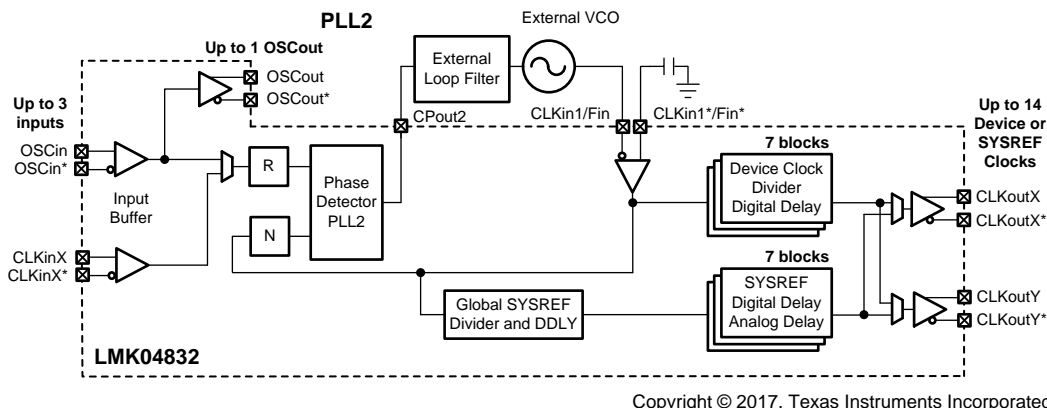 PLL2
External VCO
Up to 1 OSCout
OSCout
OSCout*
External
Loop Filter
Up to 3
inputs
CPout2
CLKin1/Fin
CLKin1*/Fin*
Up to 14
Device or
SYSREF
Clocks
OSCin
OSCin*
Input
Buffer
R
N
Phase
Detector
PLL2
7 blocks
Device Clock
Divider
Digital Delay
CLKoutX
CLKoutX*
CLKinX
CLKinX*
7 blocks
Global SYSREF
Divider and DDLY
SYSREF
Digital Delay
Analog Delay
CLKoutY
CLKoutY*
LMK04832
Copyright © 2017, Texas Instruments Incorporated